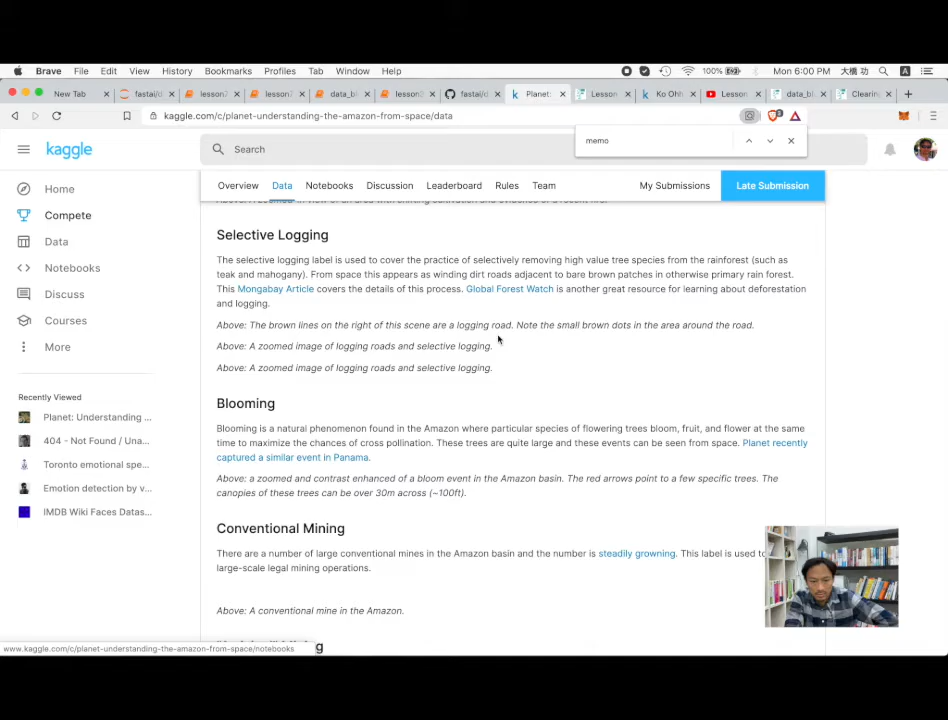 Brave File Edit View History Bookmarks Profiles Tab Window Help 100% Mon 6:00 PM 大橋 功 A
New Tab fastai/d lesson7 lesson7 data_bl lesson2 fastai/d Planet: Lesson Ko Ohh Lesson data_bl Clearing
kaggle.com/c/planet-understanding-the-amazon-from-space/data
memo
kaggle
Search
Overview Data Notebooks Discussion Leaderboard Rules Team My Submissions Late Submission
Home
Compete
Data
Notebooks
Discuss
Courses
More
Recently Viewed
Planet: Understanding ...
404 - Not Found / Una...
Toronto emotional spe...
Emotion detection by v...
IMDB Wiki Faces Datas...
Selective Logging
The selective logging label is used to cover the practice of selectively removing high value tree species from the rainforest (such as
teak and mahogany). From space this appears as winding dirt roads adjacent to bare brown patches in otherwise primary rain forest.
This Mongabay Article covers the details of this process. Global Forest Watch is another great resource for learning about deforestation
and logging.
Above: The brown lines on the right of this scene are a logging road. Note the small brown dots in the area around the road.
Above: A zoomed image of logging roads and selective logging.
Above: A zoomed image of logging roads and selective logging.
Blooming
Blooming is a natural phenomenon found in the Amazon where particular species of flowering trees bloom, fruit, and flower at the same
time to maximize the chances of cross pollination. These trees are quite large and these events can be seen from space. Planet recently
captured a similar event in Panama.
Above: a zoomed and contrast enhanced of a bloom event in the Amazon basin. The red arrows point to a few specific trees. The
canopies of these trees can be over 30m across (~100ft).
Conventional Mining
There are a number of large conventional mines in the Amazon basin and the number is steadily growing. This label is used to
large-scale legal mining operations.
Above: A conventional mine in the Amazon.
www.kaggle.com/c/planet-understanding-the-amazon-from-space/notebooks